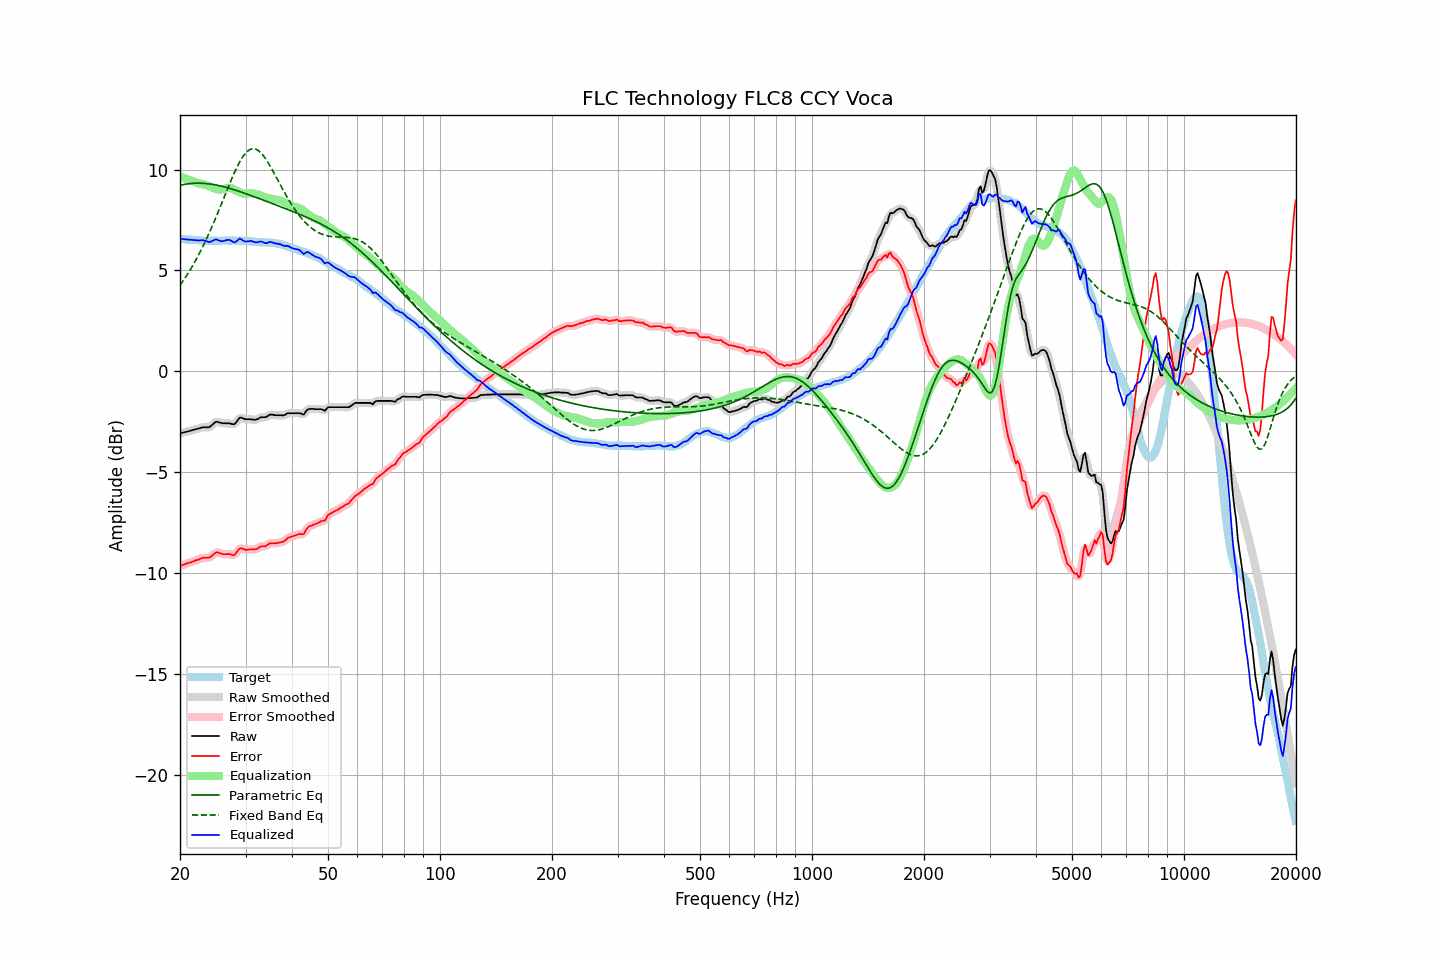 FLC Technology FLC8 CCY Voca
Amplitude (dBr)
10
5
0
−5
−10
−15
−20
Target
Raw Smoothed
Error Smoothed
Raw
Error
Equalization
Parametric Eq
Fixed Band Eq
Equalized
20 50 100 200 500 1000 2000 5000 10000 20000
Frequency (Hz)